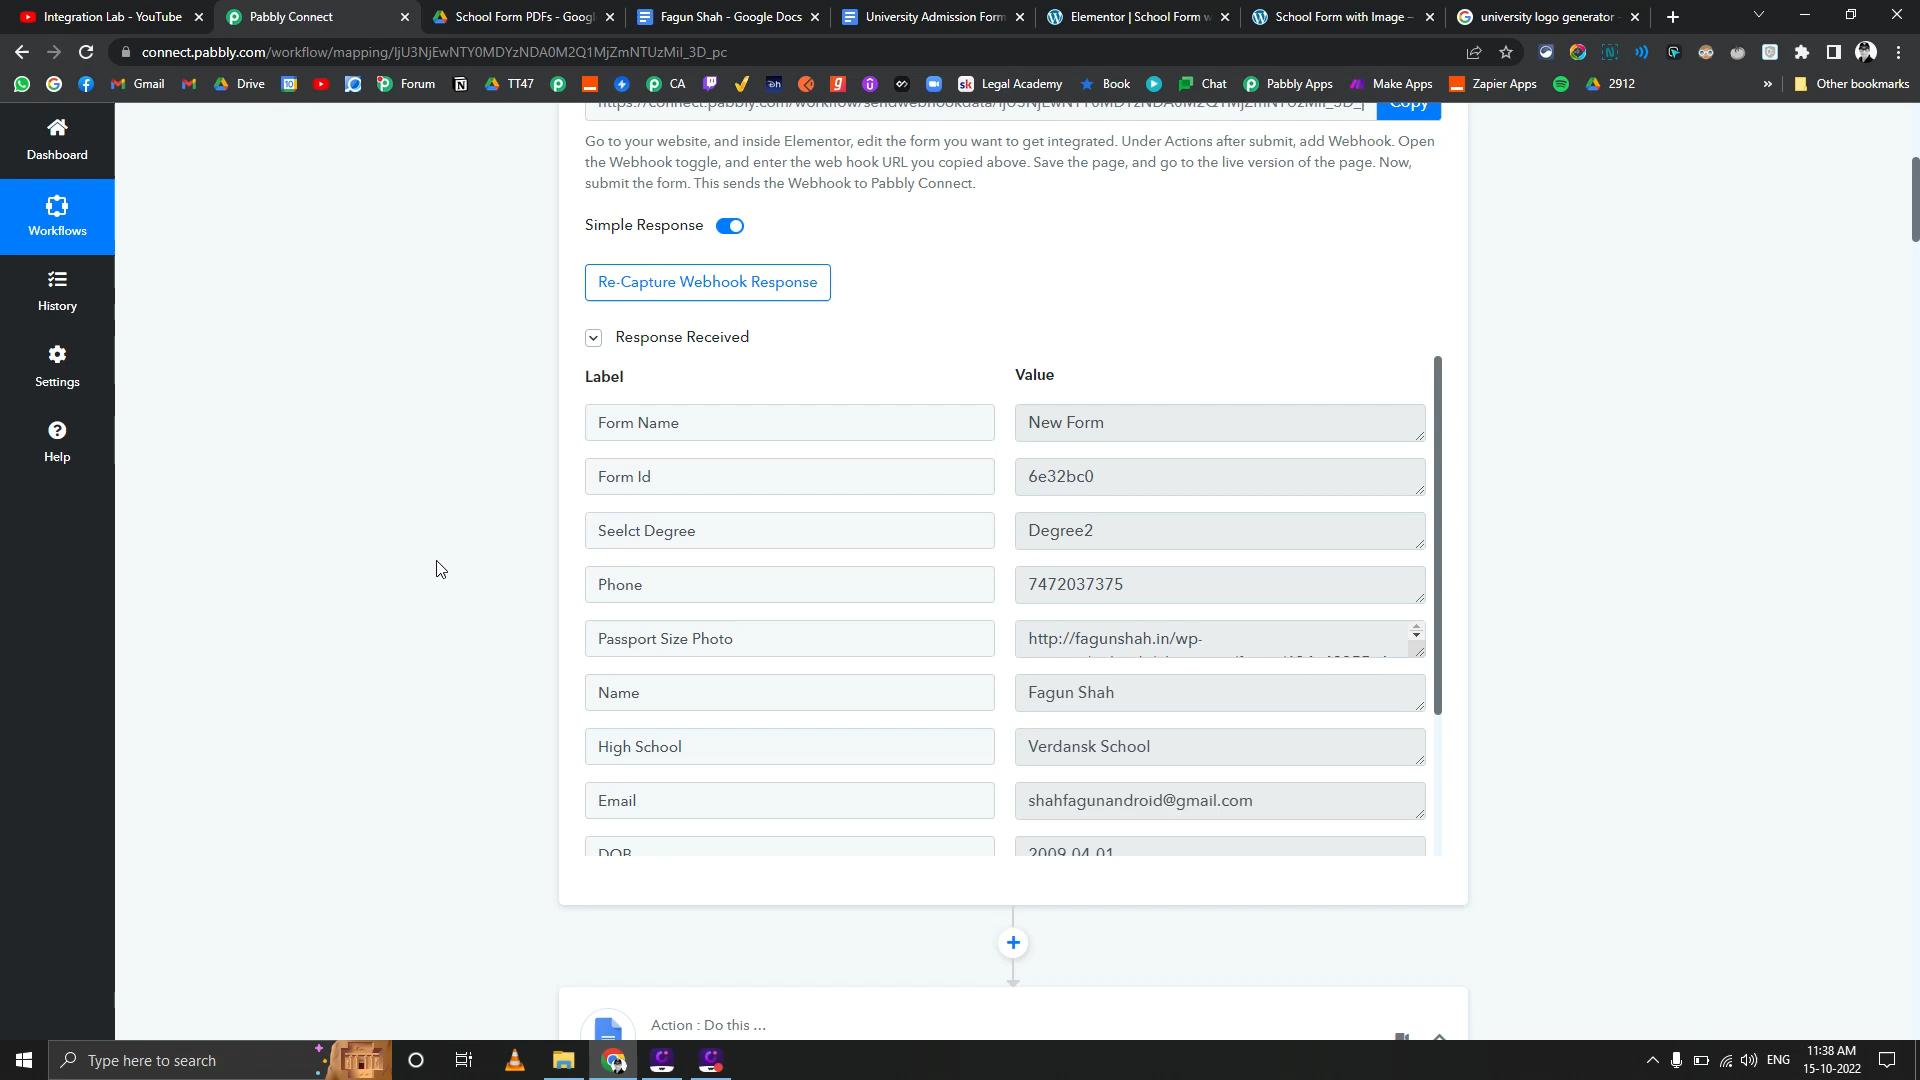 Integration Lab - YouTube
Pabbly Connect
School Form PDFs - Googl
Fagun Shah - Google Docs
University Admission Form
Elementor | School Form w
School Form with Image –
university logo generator
connect.pabbly.com/workflow/mapping/IjU3NjEwNTY0MDYzNDA0M2Q1MjZmNTUzMiI_3D_pc
Gmail
Drive
Forum
TT47
CA
Legal Academy
Book
Chat
Pabbly Apps
Make Apps
Zapier Apps
2912
»
Other bookmarks
Dashboard
Workflows
History
Settings
Help
Copy
Go to your website, and inside Elementor, edit the form you want to get integrated. Under Actions after submit, add Webhook. Open
the Webhook toggle, and enter the web hook URL you copied above. Save the page, and go to the live version of the page. Now,
submit the form. This sends the Webhook to Pabbly Connect.
Simple Response
Re-Capture Webhook Response
Response Received
Label Value
Form Name New Form
Form Id 6e32bc0
Seelct Degree Degree2
Phone 7472037375
Passport Size Photo http://fagunshah.in/wp-
Name Fagun Shah
High School Verdansk School
Email shahfagunandroid@gmail.com
DOB 2009-04-01
Action : Do this ...
Type here to search
ENG
11:38 AM
15-10-2022